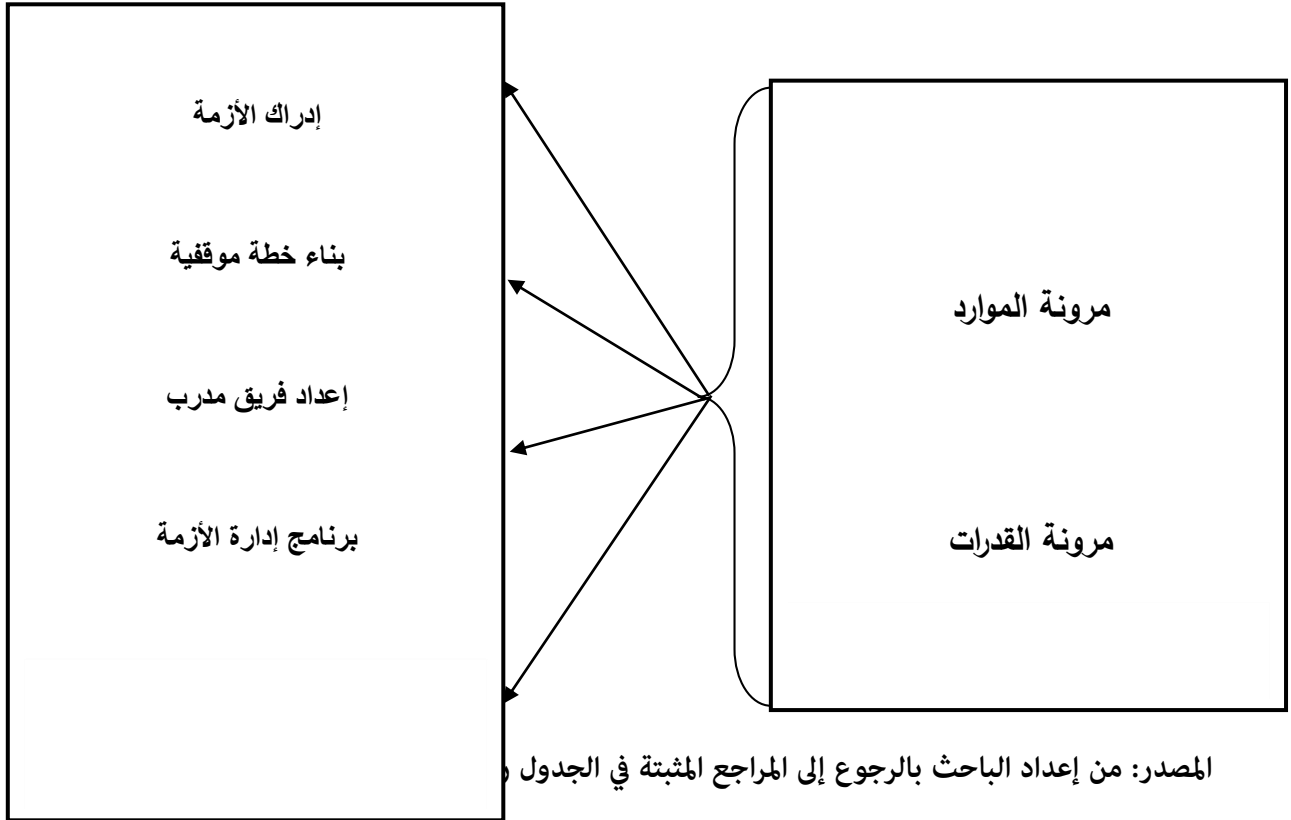 مرونة الموارد
مرونة القدرات
إدراك الأزمة
بناء خطة موقفية
إعداد فريق مدرب
برنامج إدارة الأزمة
المصدر: من إعداد الباحث بالرجوع إلى المراجع المثبتة في الجدول